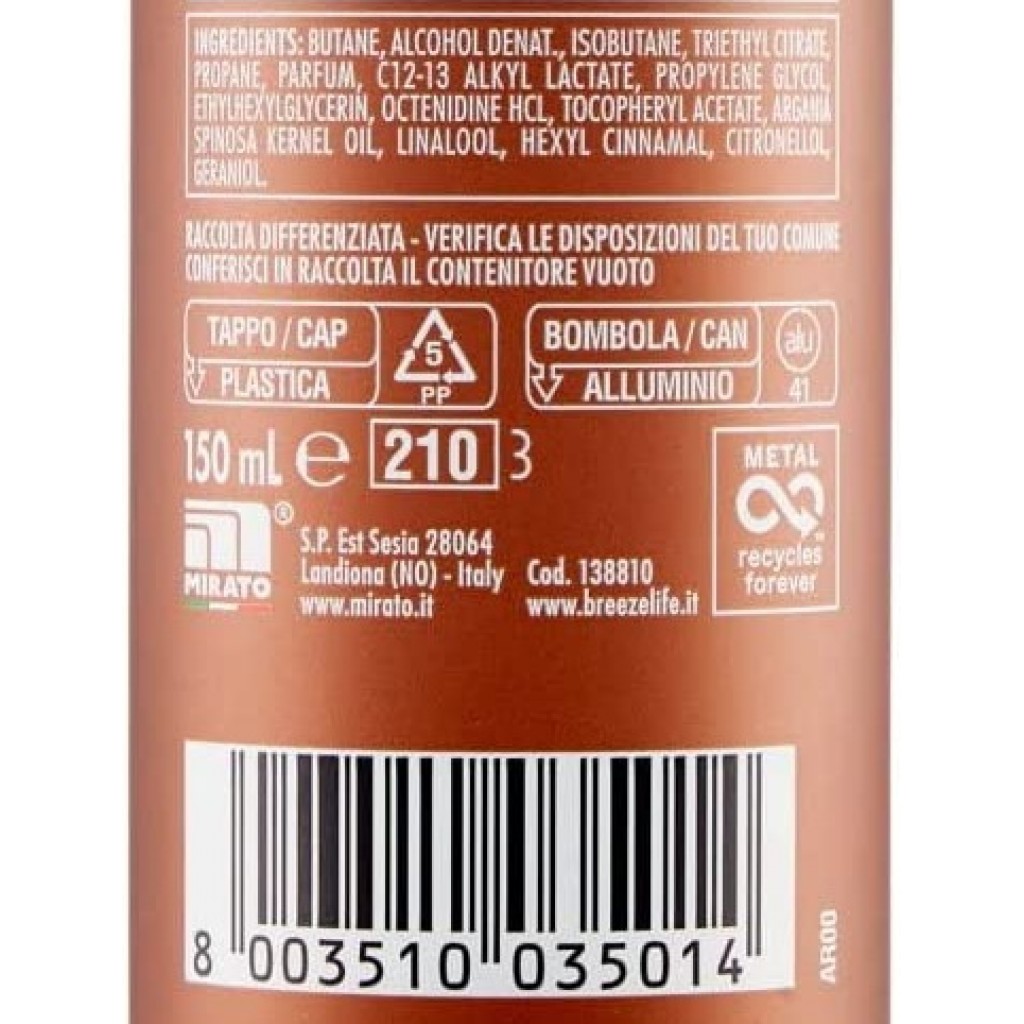 INGREDIENTS: BUTANE, ALCOHOL DENAT., ISOBUTANE, TRIETHYL CITRATE,
PROPANE, PARFUM, C12-13 ALKYL LACTATE, PROPYLENE GLYCOL,
ETHYLHEXYLGLYCERIN, OCTENIDINE HCL, TOCOPHERYL ACETATE, ARGANIA
SPINOSA KERNEL OIL, LINALOOL, HEXYL CINNAMAL, CITRONELLOL,
GERANIOL.
RACCOLTA DIFFERENZIATA - VERIFICA LE DISPOSIZIONI DEL TUO COMUNE
CONFERISCI IN RACCOLTA IL CONTENITORE VUOTO
TAPPO / CAP
PLASTICA
5
PP
BOMBOLA / CAN
ALLUMINIO
alu
41
150 mL ℮ 210 3
METAL
recycles
forever
MIRATO ®
S.P. Est Sesia 28064
Landiona (NO) - Italy
www.mirato.it
Cod. 138810
www.breezelife.it
8 003510 035014
AR00